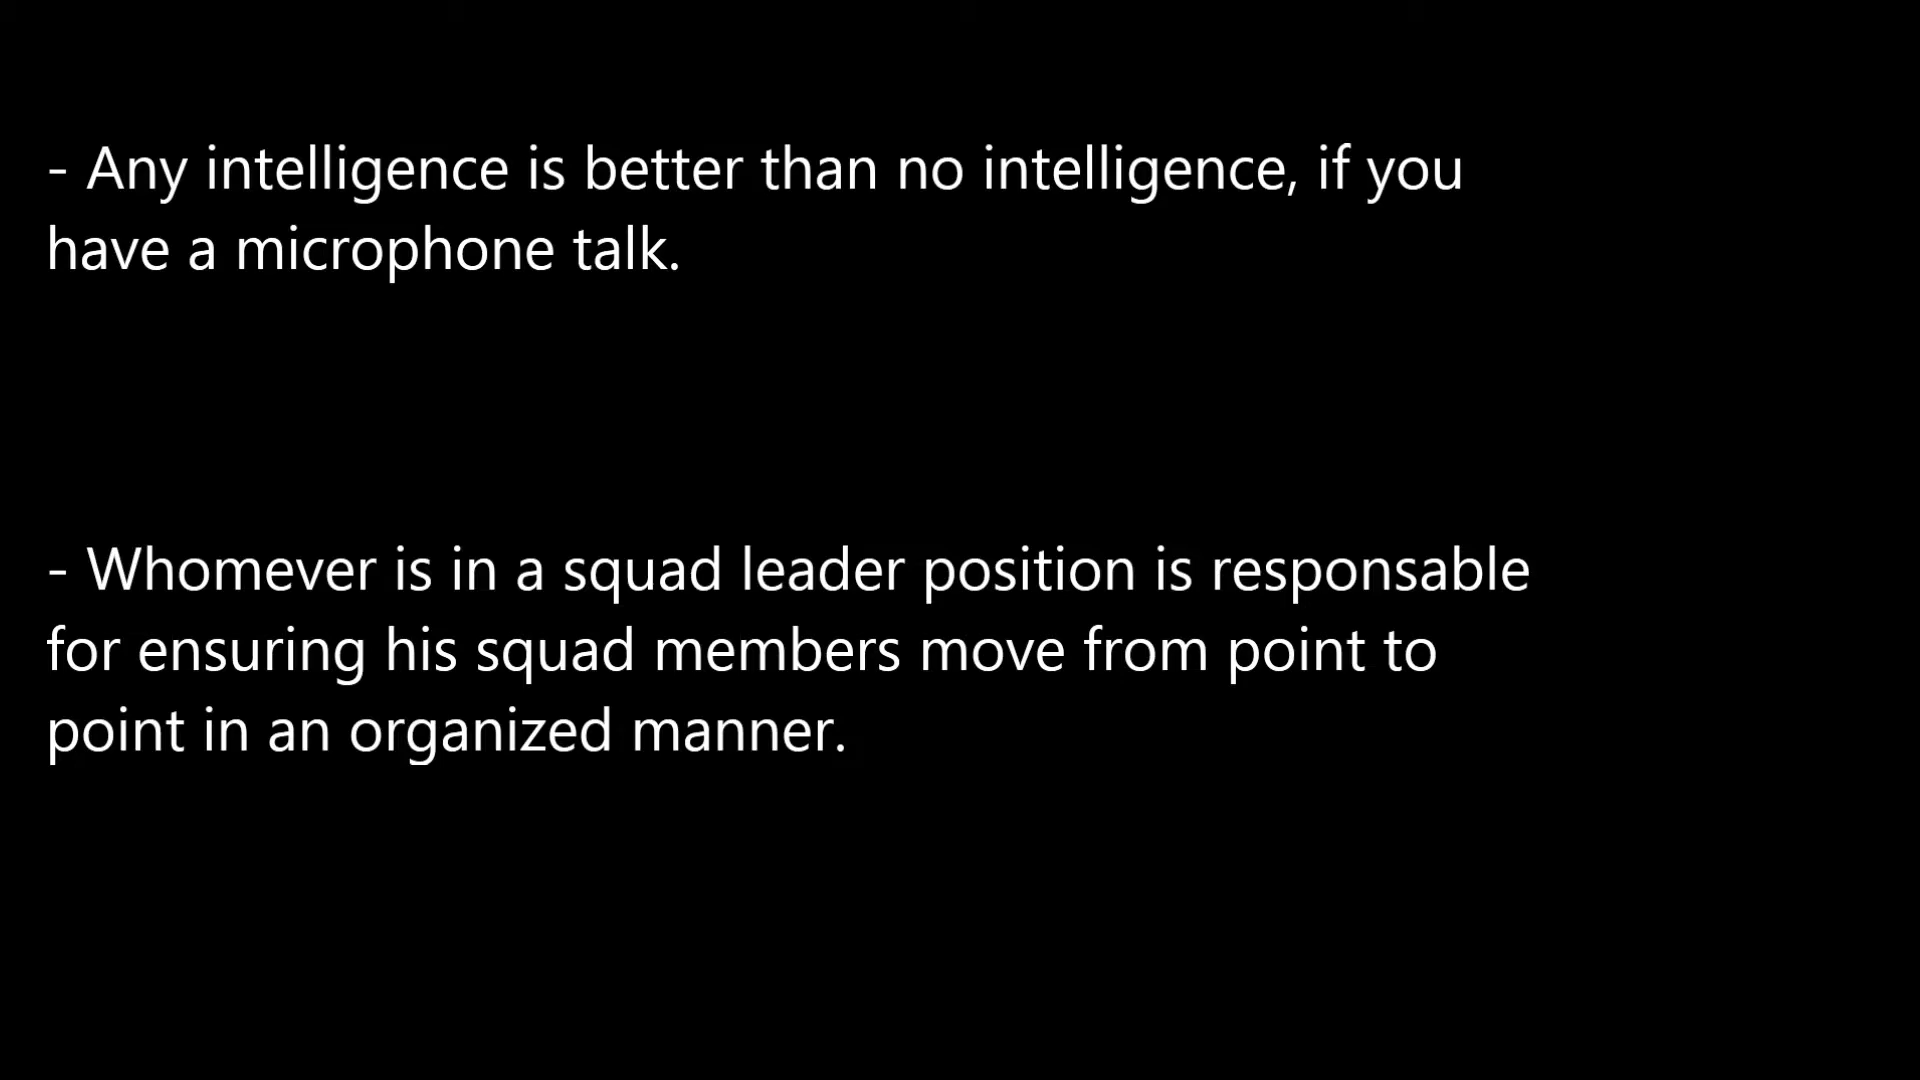 - Any intelligence is better than no intelligence, if you
have a microphone talk.
- Whomever is in a squad leader position is responsable
for ensuring his squad members move from point to
point in an organized manner.